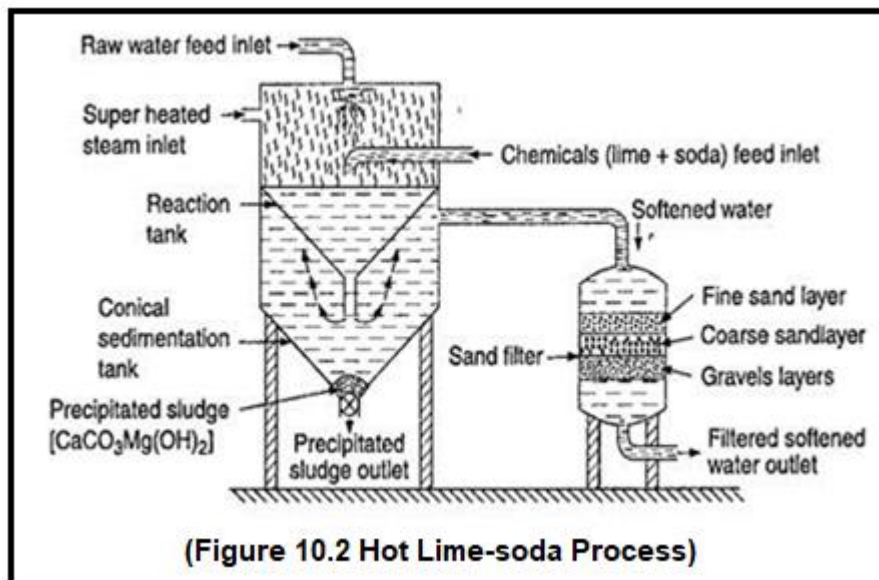 Raw water feed inlet
Super heated
steam inlet
Chemicals (lime + soda) feed inlet
Reaction
tank
Softened water
Conical
sedimentation
tank
Fine sand layer
Coarse sandlayer
Sand filter
Gravels layers
Precipitated sludge
[CaCO₃Mg(OH)₂]
Precipitated
sludge outlet
Filtered softened
water outlet
(Figure 10.2 Hot Lime-soda Process)